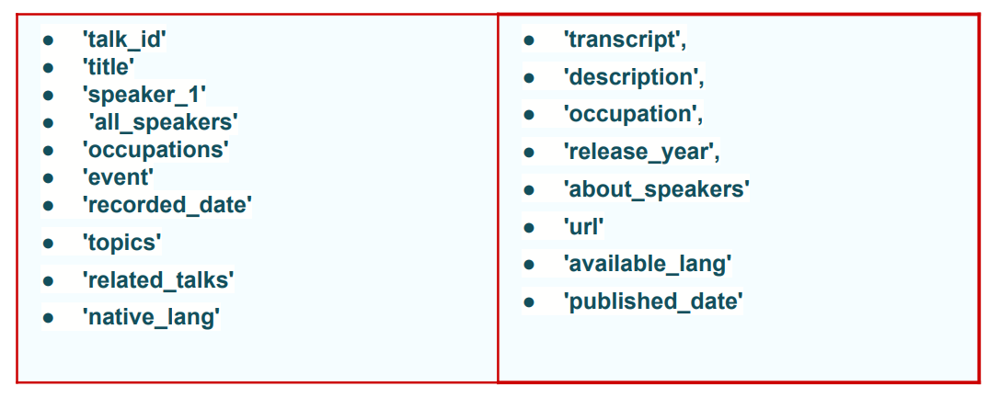 ● 'talk_id'
● 'title'
● 'speaker_1'
● 'all_speakers'
● 'occupations'
● 'event'
● 'recorded_date'
● 'topics'
● 'related_talks'
● 'native_lang'
● 'transcript',
● 'description',
● 'occupation',
● 'release_year',
● 'about_speakers'
● 'url'
● 'available_lang'
● 'published_date'